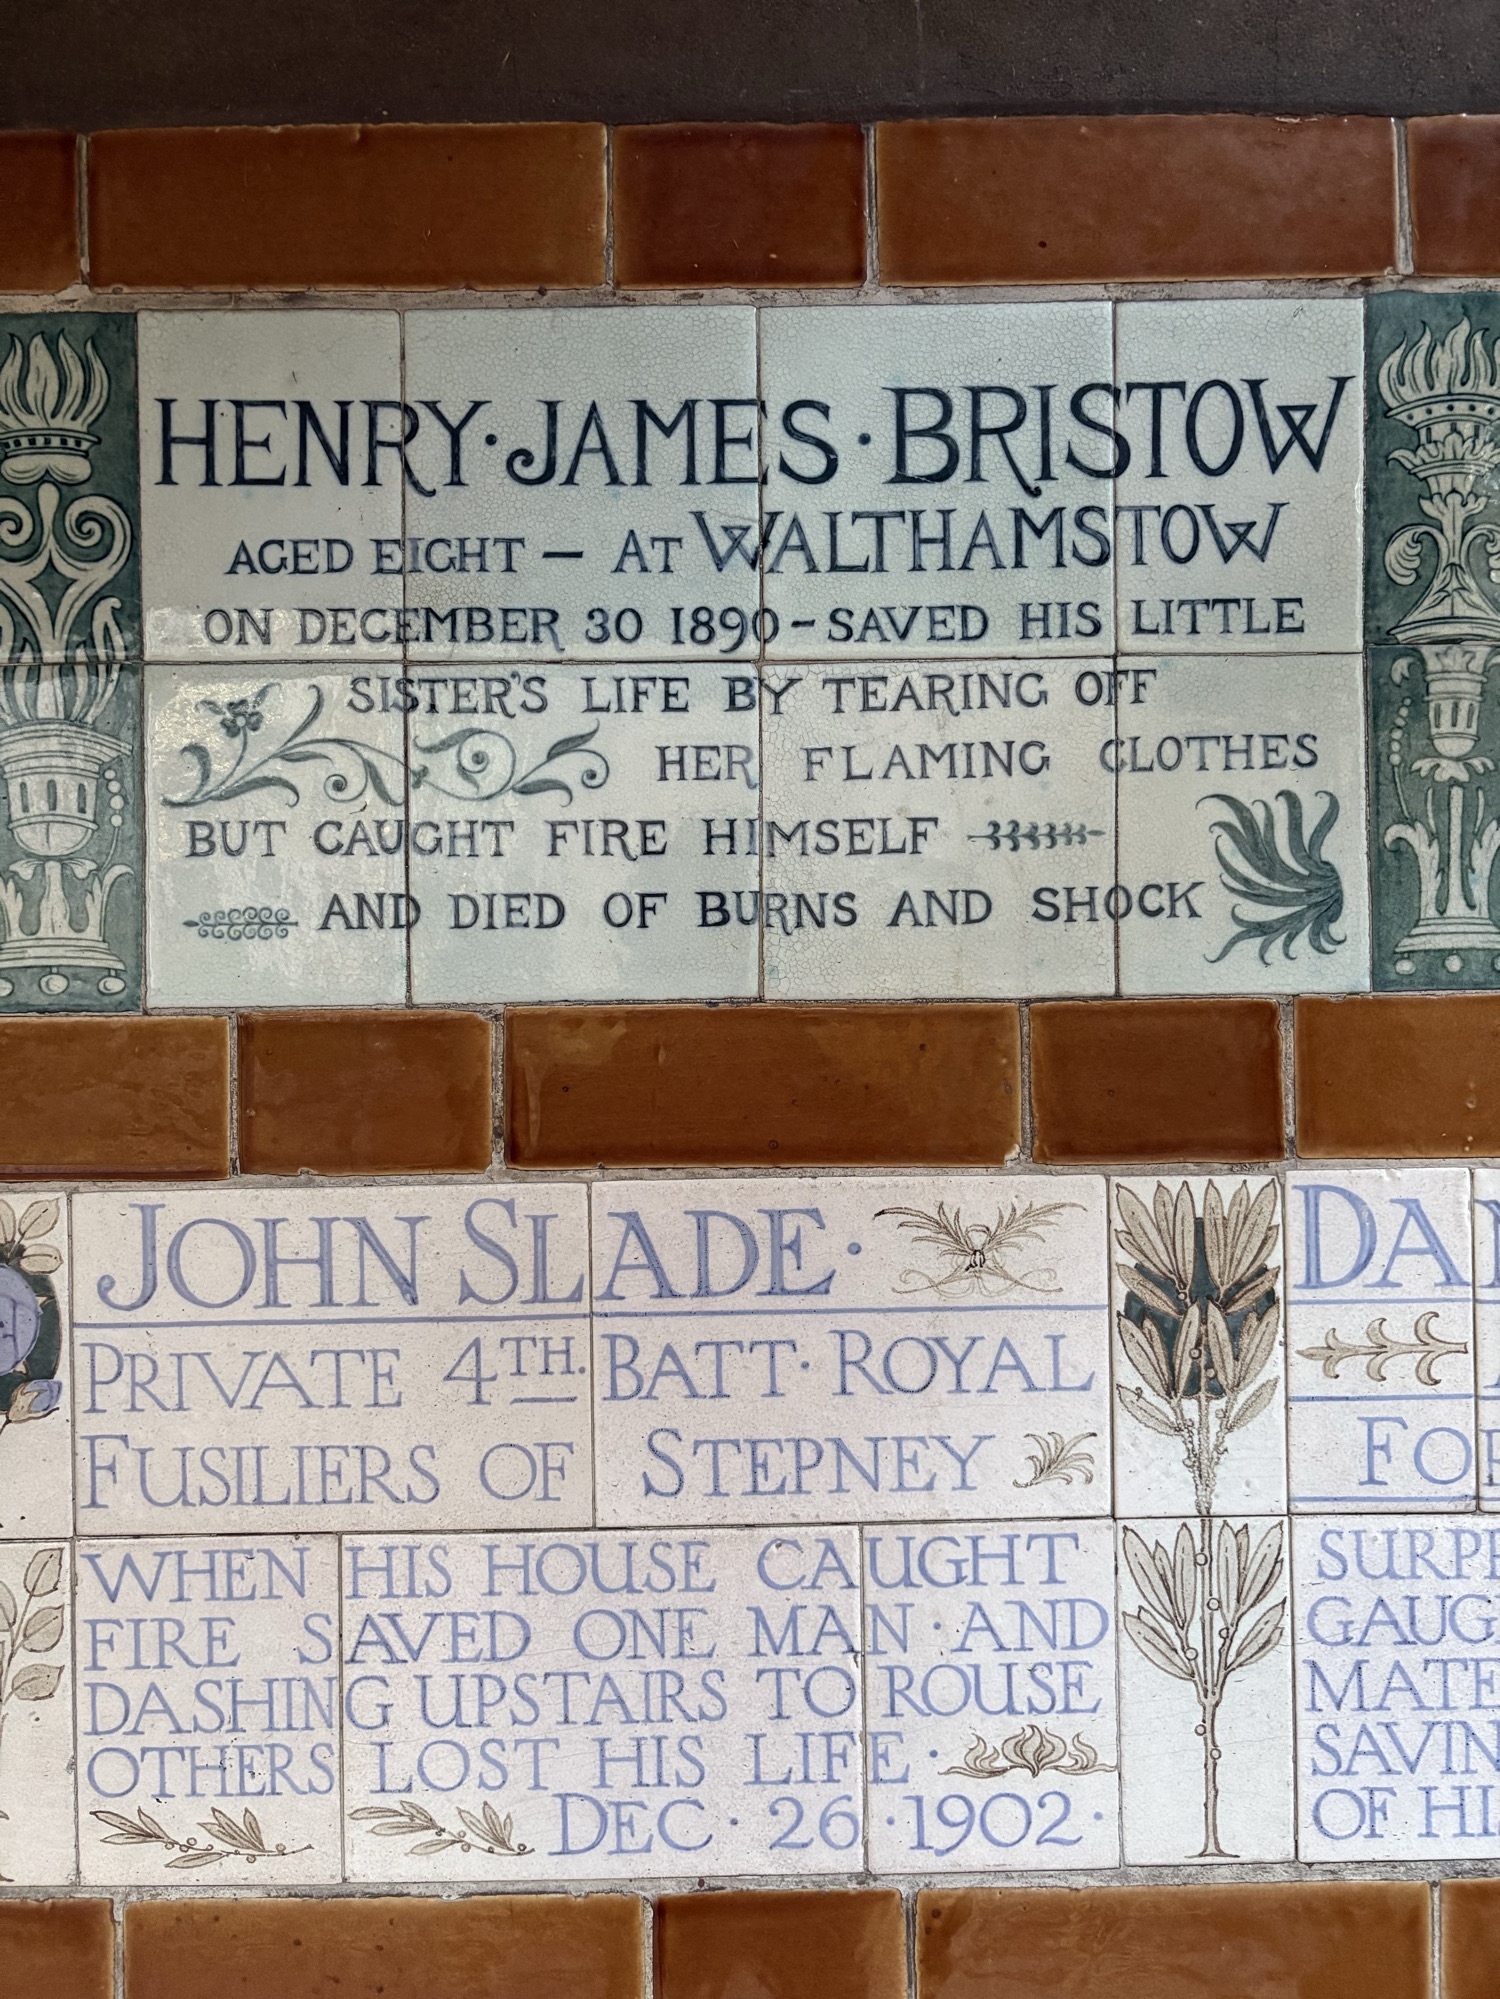 HENRY·JAMES·BRISTOW
AGED EIGHT — AT WALTHAMSTOW
ON DECEMBER 30 1890 - SAVED HIS LITTLE
SISTER'S LIFE BY TEARING OFF
HER FLAMING CLOTHES
BUT CAUGHT FIRE HIMSELF
AND DIED OF BURNS AND SHOCK
JOHN SLADE·
PRIVATE 4TH. BATT· ROYAL
FUSILIERS OF STEPNEY
WHEN HIS HOUSE CAUGHT
FIRE SAVED ONE MAN · AND
DASHING UPSTAIRS TO ROUSE
OTHERS LOST HIS LIFE ·
DEC · 26 · 1902 ·
OF